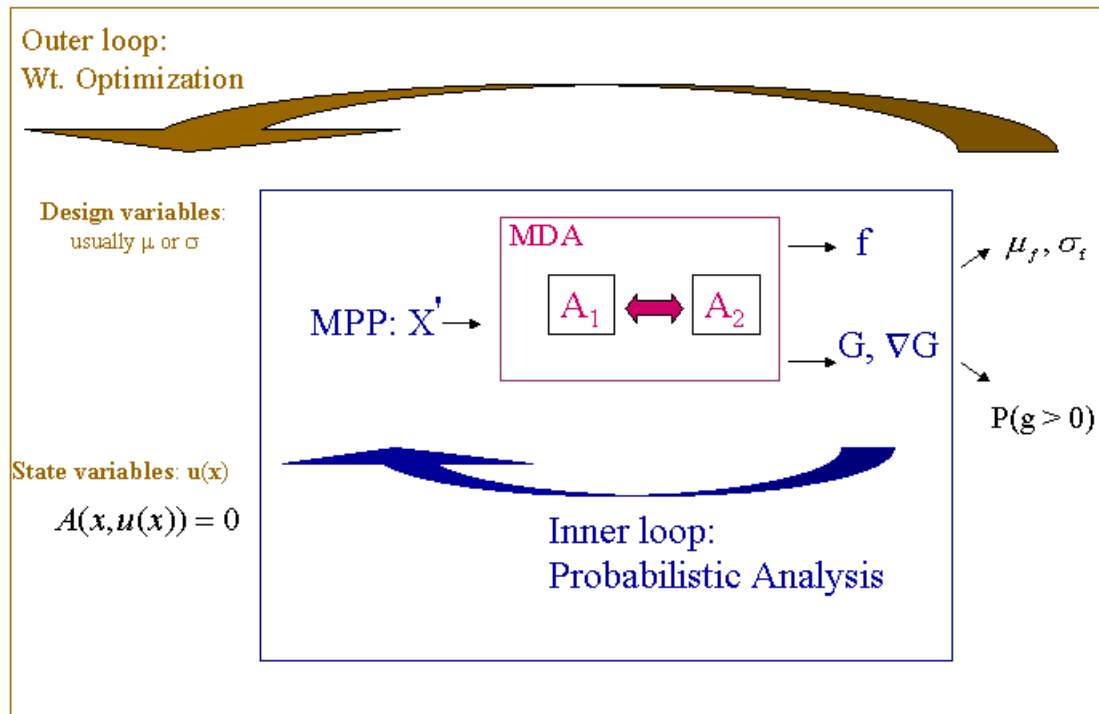 Outer loop:
Wt. Optimization
Design variables:
usually μ or σ
MDA
f
μ_f, σ_f
A₁
A₂
MPP: X'
G, ∇G
P(g > 0)
State variables: u(x)
A(x,u(x)) = 0
Inner loop:
Probabilistic Analysis